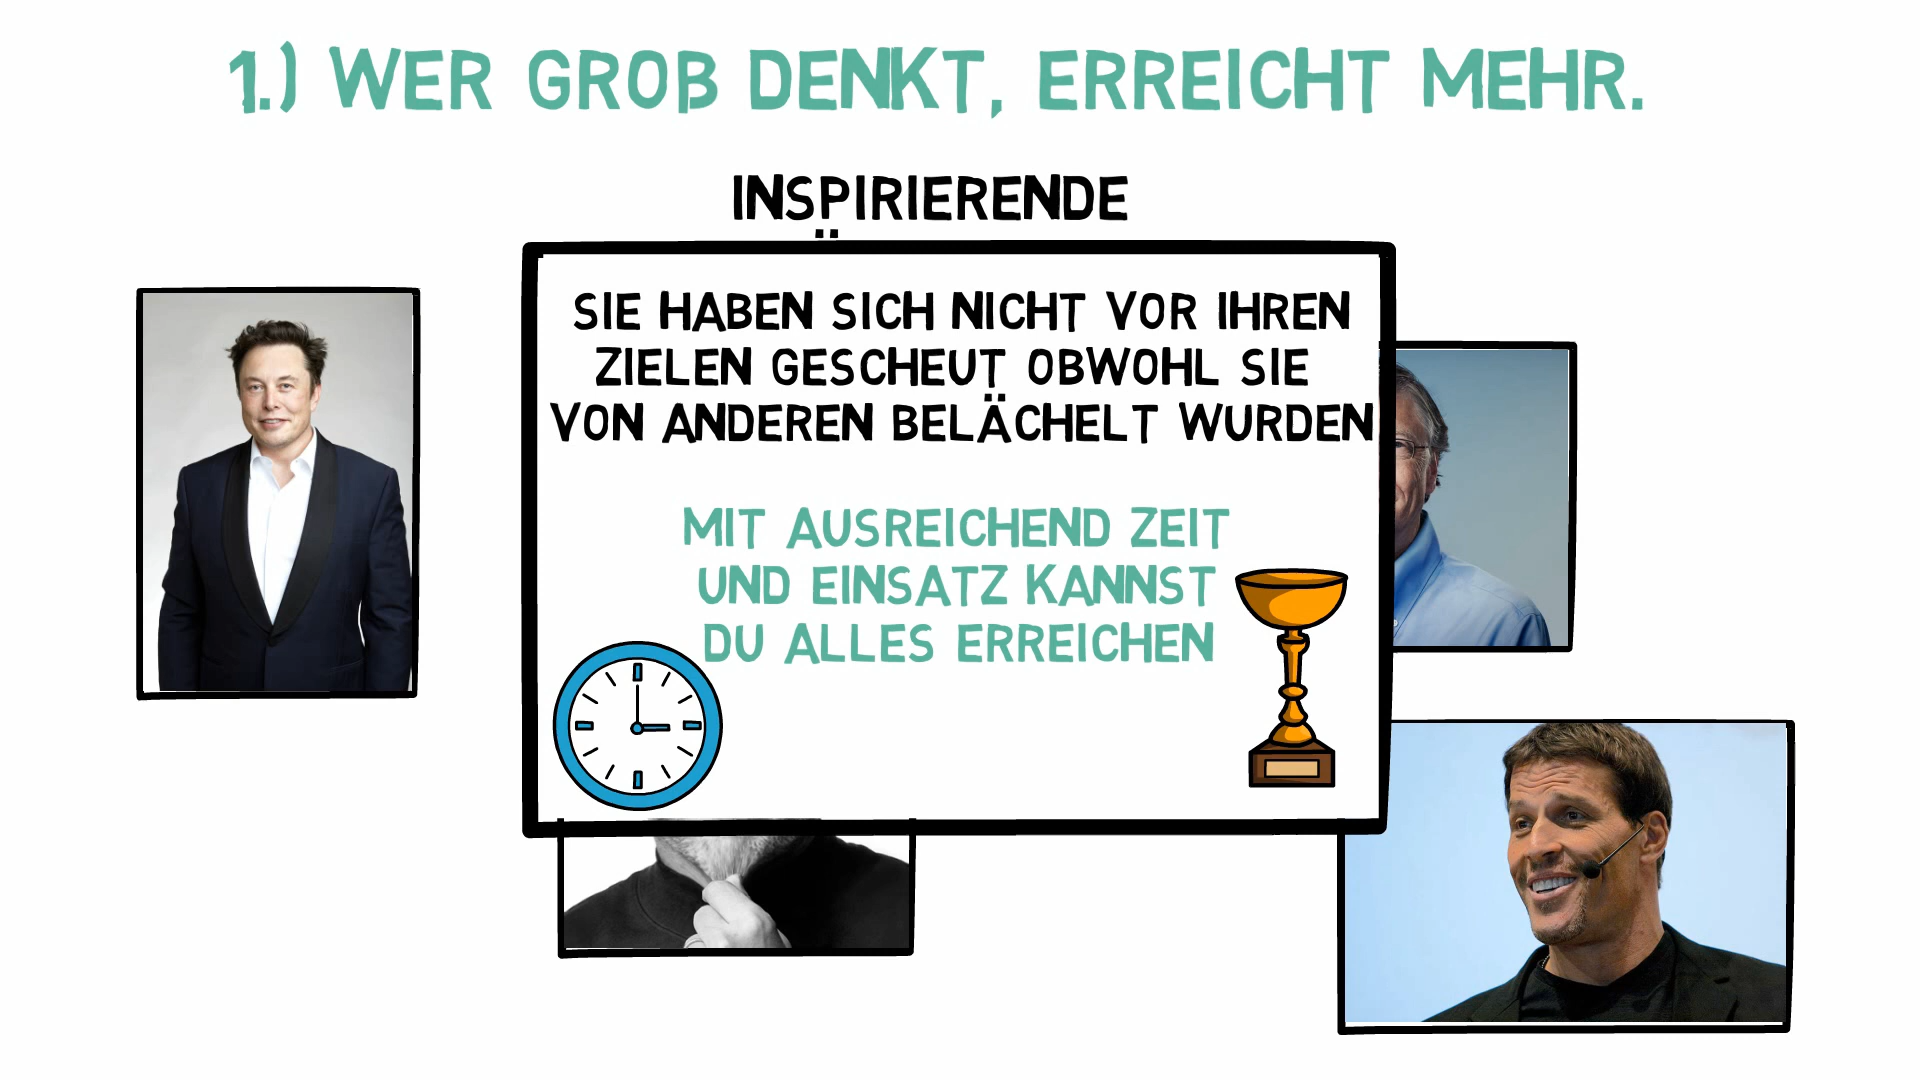 1.) WER GROß DENKT, ERREICHT MEHR.
INSPIRIERENDE
SIE HABEN SICH NICHT VOR IHREN
ZIELEN GESCHEUT OBWOHL SIE
VON ANDEREN BELÄCHELT WURDEN
MIT AUSREICHEND ZEIT
UND EINSATZ KANNST
DU ALLES ERREICHEN